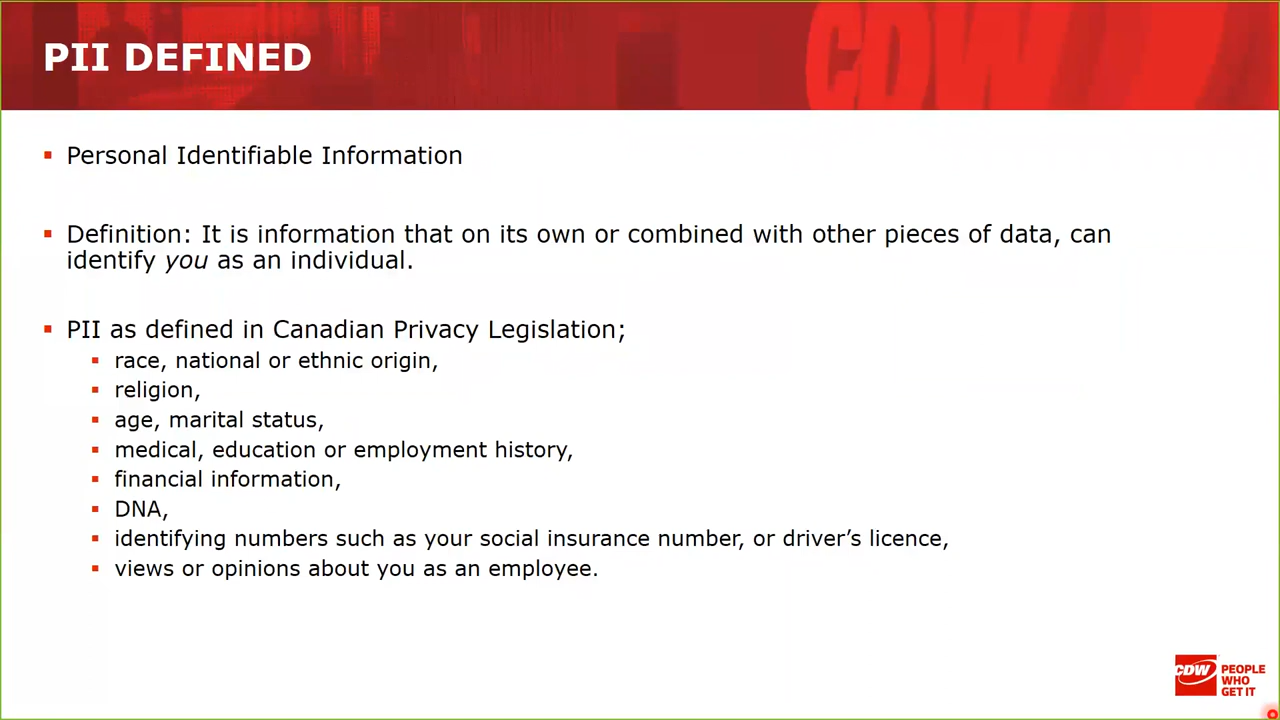 CDW
PII DEFINED
Personal Identifiable Information
Definition: It is information that on its own or combined with other pieces of data, can
identify you as an individual.
PII as defined in Canadian Privacy Legislation;
race, national or ethnic origin,
religion,
age, marital status,
medical, education or employment history,
financial information,
DNA,
identifying numbers such as your social insurance number, or driver’s licence,
views or opinions about you as an employee.
CDW
PEOPLE
WHO
GET IT